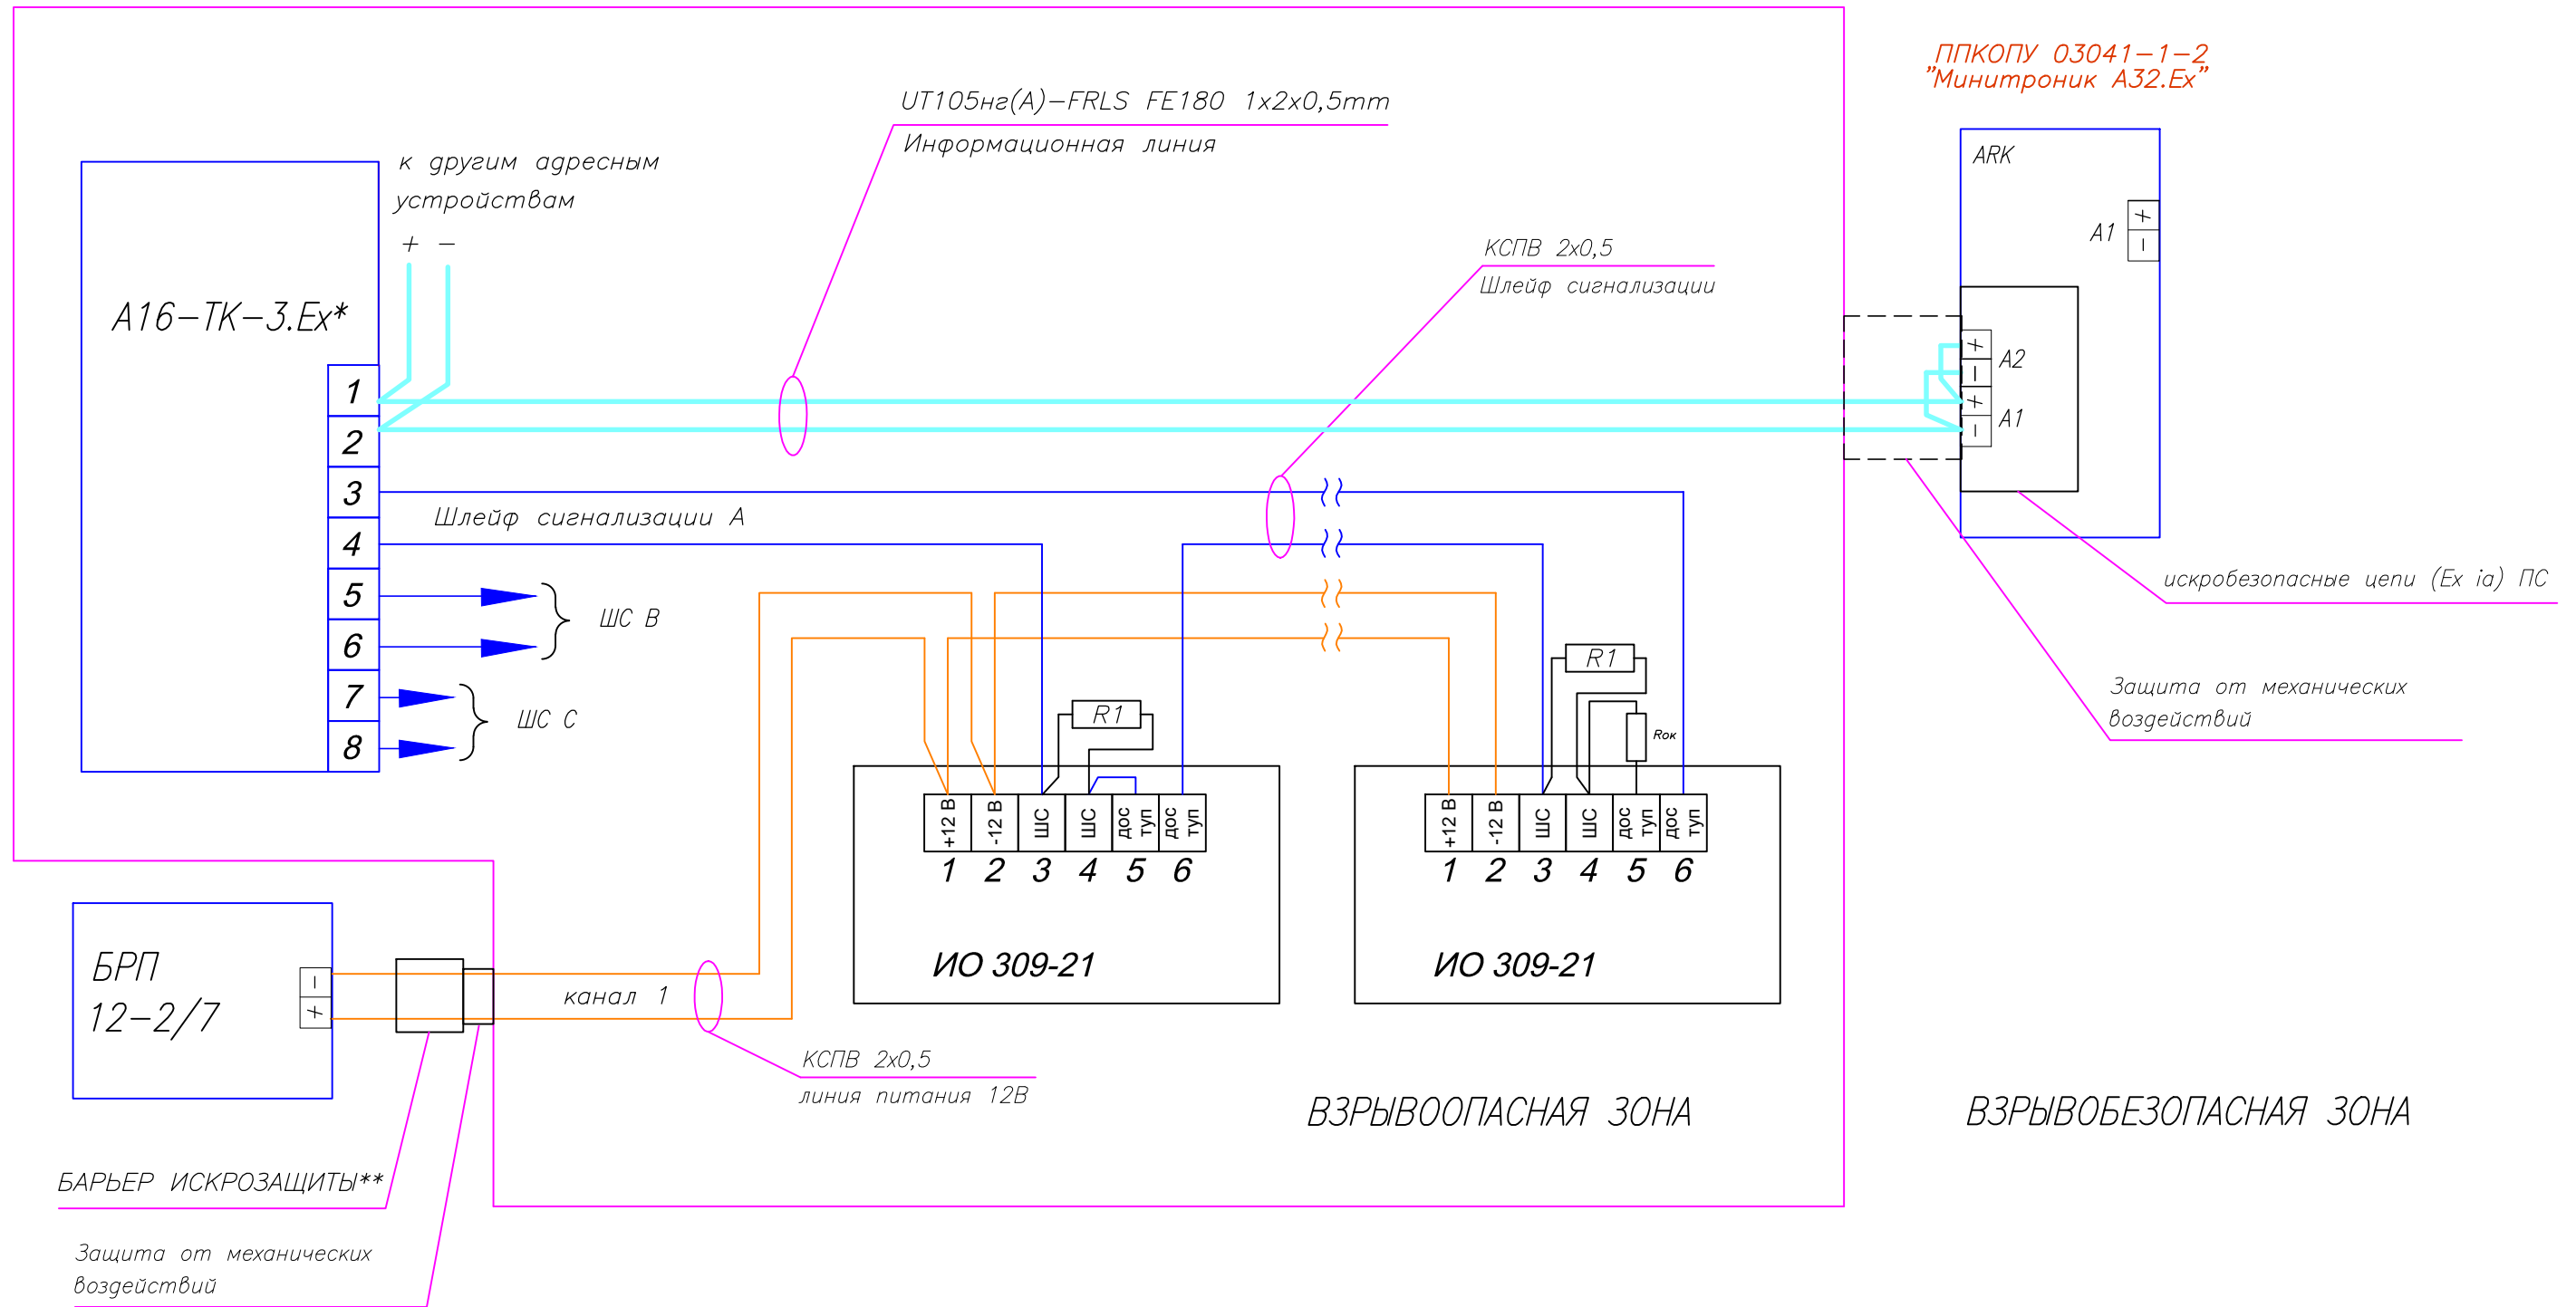 ППКОПУ 03041-1-2
"Минитроник А32.Ex"
UT105нг(А)-FRLS FE180 1x2x0,5mm
Информационная линия
к другим адресным
устройствам
+ -
ARK
А1
+
-
КСПВ 2х0,5
Шлейф сигнализации
А16-ТК-3.Ex*
+
-
А2
+
-
А1
1
2
3
4
5
6
7
8
Шлейф сигнализации А
ШС В
ШС С
искробезопасные цепи (Ex ia) ПС
Защита от механических
воздействий
R1
R1
Rок
+12 В
-12 В
ШС
ШС
дос
туп
дос
туп
1 2 3 4 5 6
ИО 309-21
+12 В
-12 В
ШС
ШС
дос
туп
дос
туп
1 2 3 4 5 6
ИО 309-21
БРП
12-2/7
-
+
канал 1
КСПВ 2х0,5
линия питания 12В
ВЗРЫВООПАСНАЯ ЗОНА
ВЗРЫВОБЕЗОПАСНАЯ ЗОНА
БАРЬЕР ИСКРОЗАЩИТЫ**
Защита от механических
воздействий